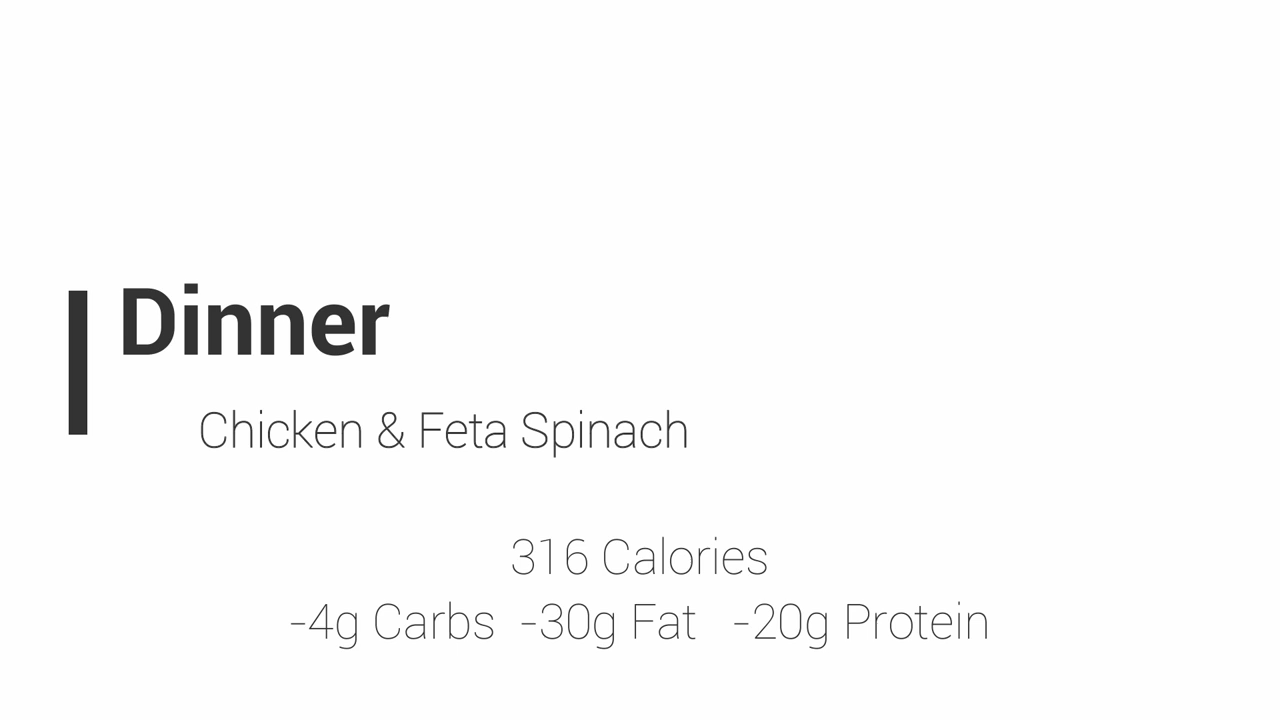 Dinner
Chicken & Feta Spinach
316 Calories
-4g Carbs -30g Fat -20g Protein